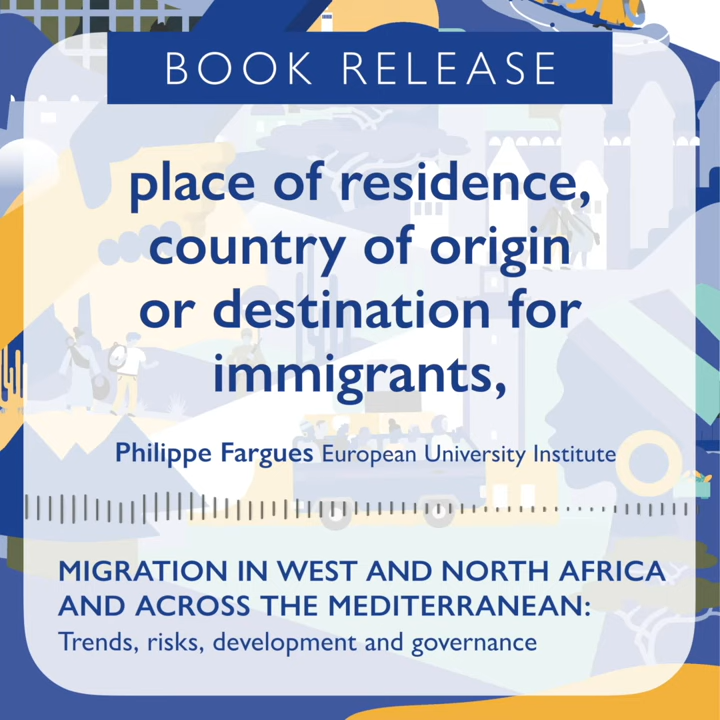 BOOK RELEASE
place of residence,
country of origin
or destination for
immigrants,
Philippe Fargues European University Institute
MIGRATION IN WEST AND NORTH AFRICA
AND ACROSS THE MEDITERRANEAN:
Trends, risks, development and governance